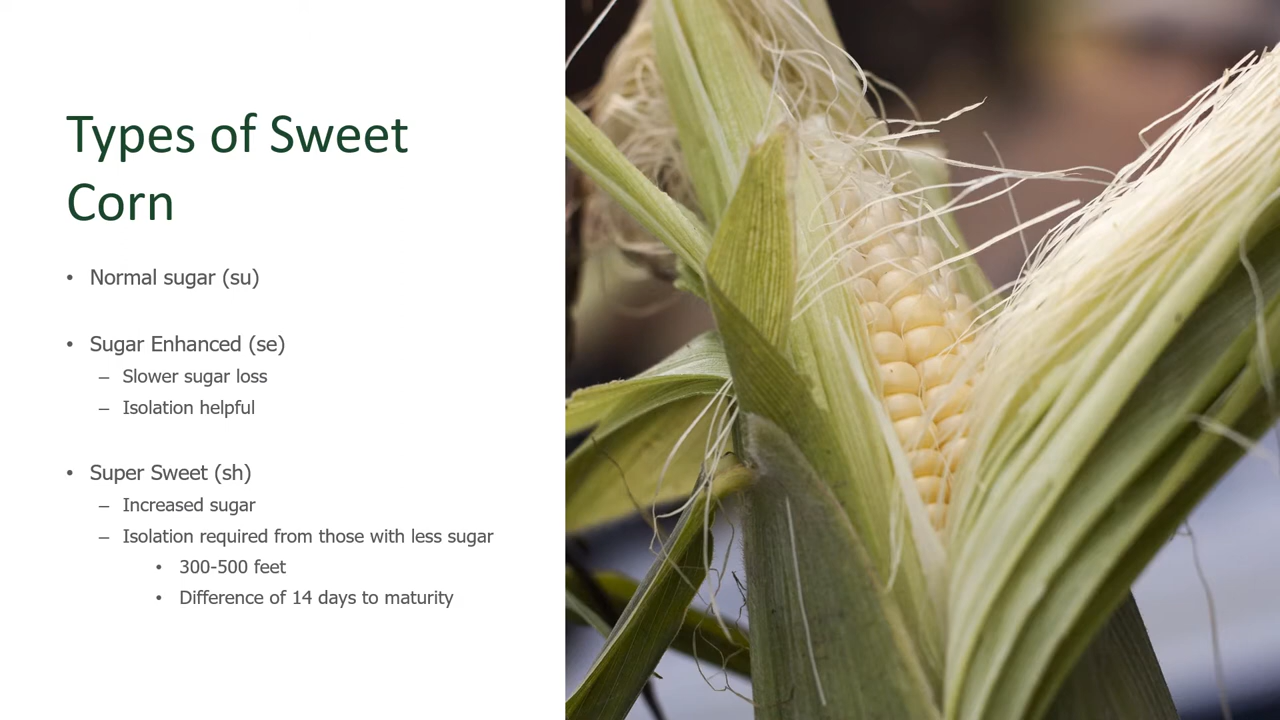 Types of Sweet
Corn
• Normal sugar (su)
• Sugar Enhanced (se)
– Slower sugar loss
– Isolation helpful
• Super Sweet (sh)
– Increased sugar
– Isolation required from those with less sugar
• 300-500 feet
• Difference of 14 days to maturity